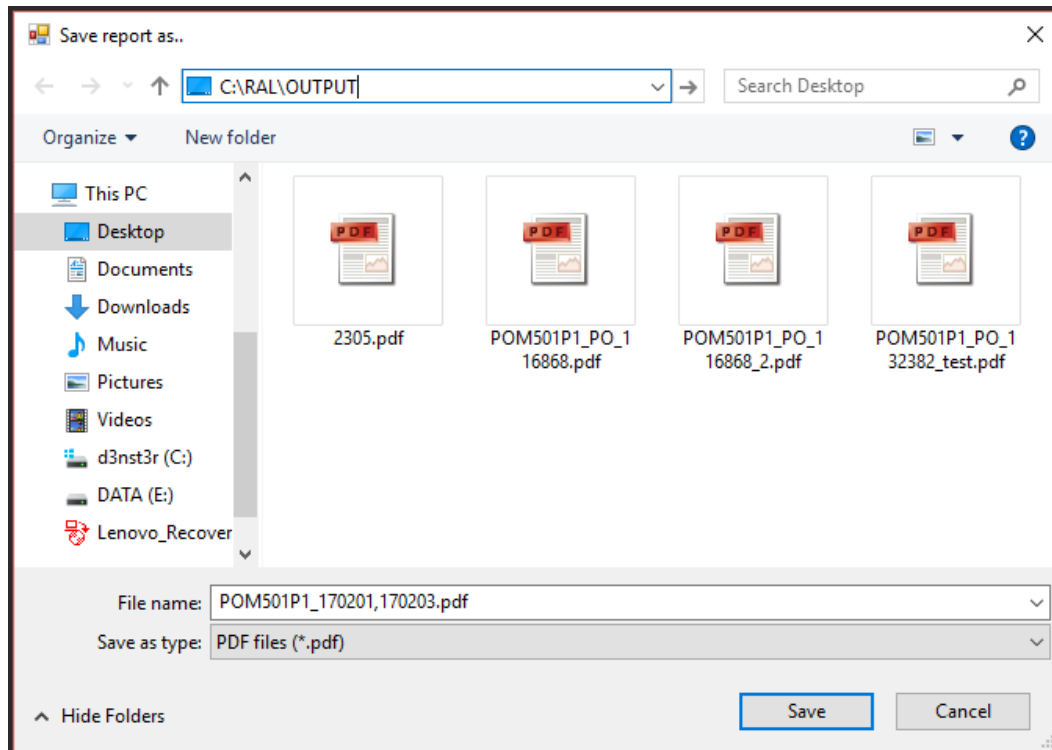 Save report as..
C:\RAL\OUTPUT
Search Desktop
Organize
New folder
?
This PC
Desktop
Documents
Downloads
Music
Pictures
Videos
d3nst3r (C:)
DATA (E:)
Lenovo_Recover
PDF
PDF
PDF
PDF
2305.pdf
POM501P1_PO_1
16868.pdf
POM501P1_PO_1
16868_2.pdf
POM501P1_PO_1
32382_test.pdf
File name:
POM501P1_170201,170203.pdf
Save as type:
PDF files (*.pdf)
Hide Folders
Save
Cancel